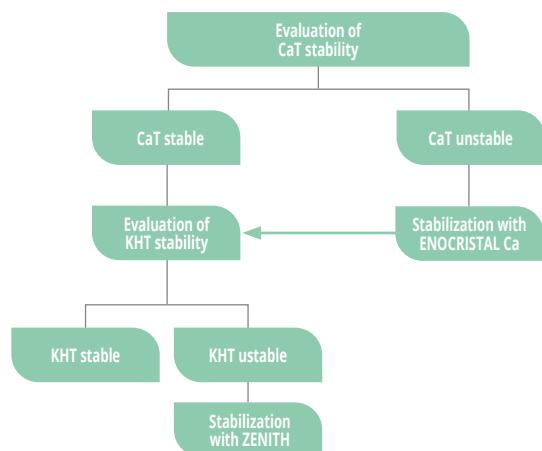 Evaluation of
CaT stability
CaT stable
CaT unstable
Evaluation of
KHT stability
Stabilization with
ENOCRISTAL Ca
KHT stable
KHT ustable
Stabilization
with ZENITH